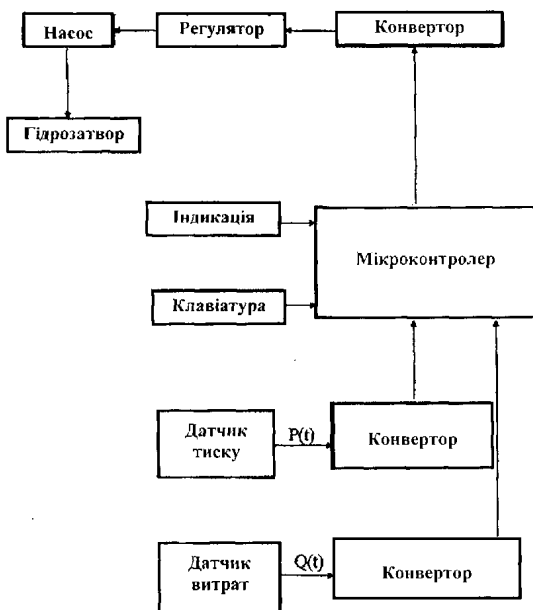 Насос
Регулятор
Конвертор
Гідрозатвор
Індикація
Мікроконтролер
Клавіатура
Датчик
тиску
P(t)
Конвертор
Датчик
витрат
Q(t)
Конвертор